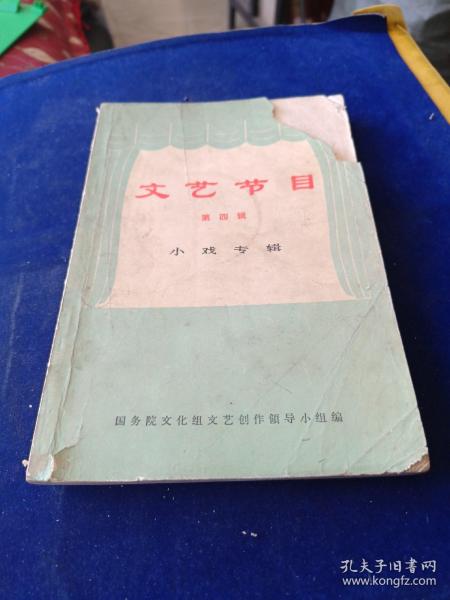 文艺节目
第四辑
小戏专辑
国务院文化组文艺创作领导小组编
孔夫子旧书网
www.kongfz.com